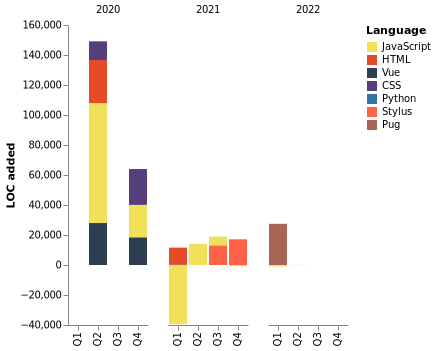 2020 2021 2022
160,000
140,000
120,000
100,000
80,000
60,000
40,000
20,000
0
−20,000
−40,000
LOC added
Q1 Q2 Q3 Q4 Q1 Q2 Q3 Q4 Q1 Q2 Q3 Q4
Language
JavaScript
HTML
Vue
CSS
Python
Stylus
Pug